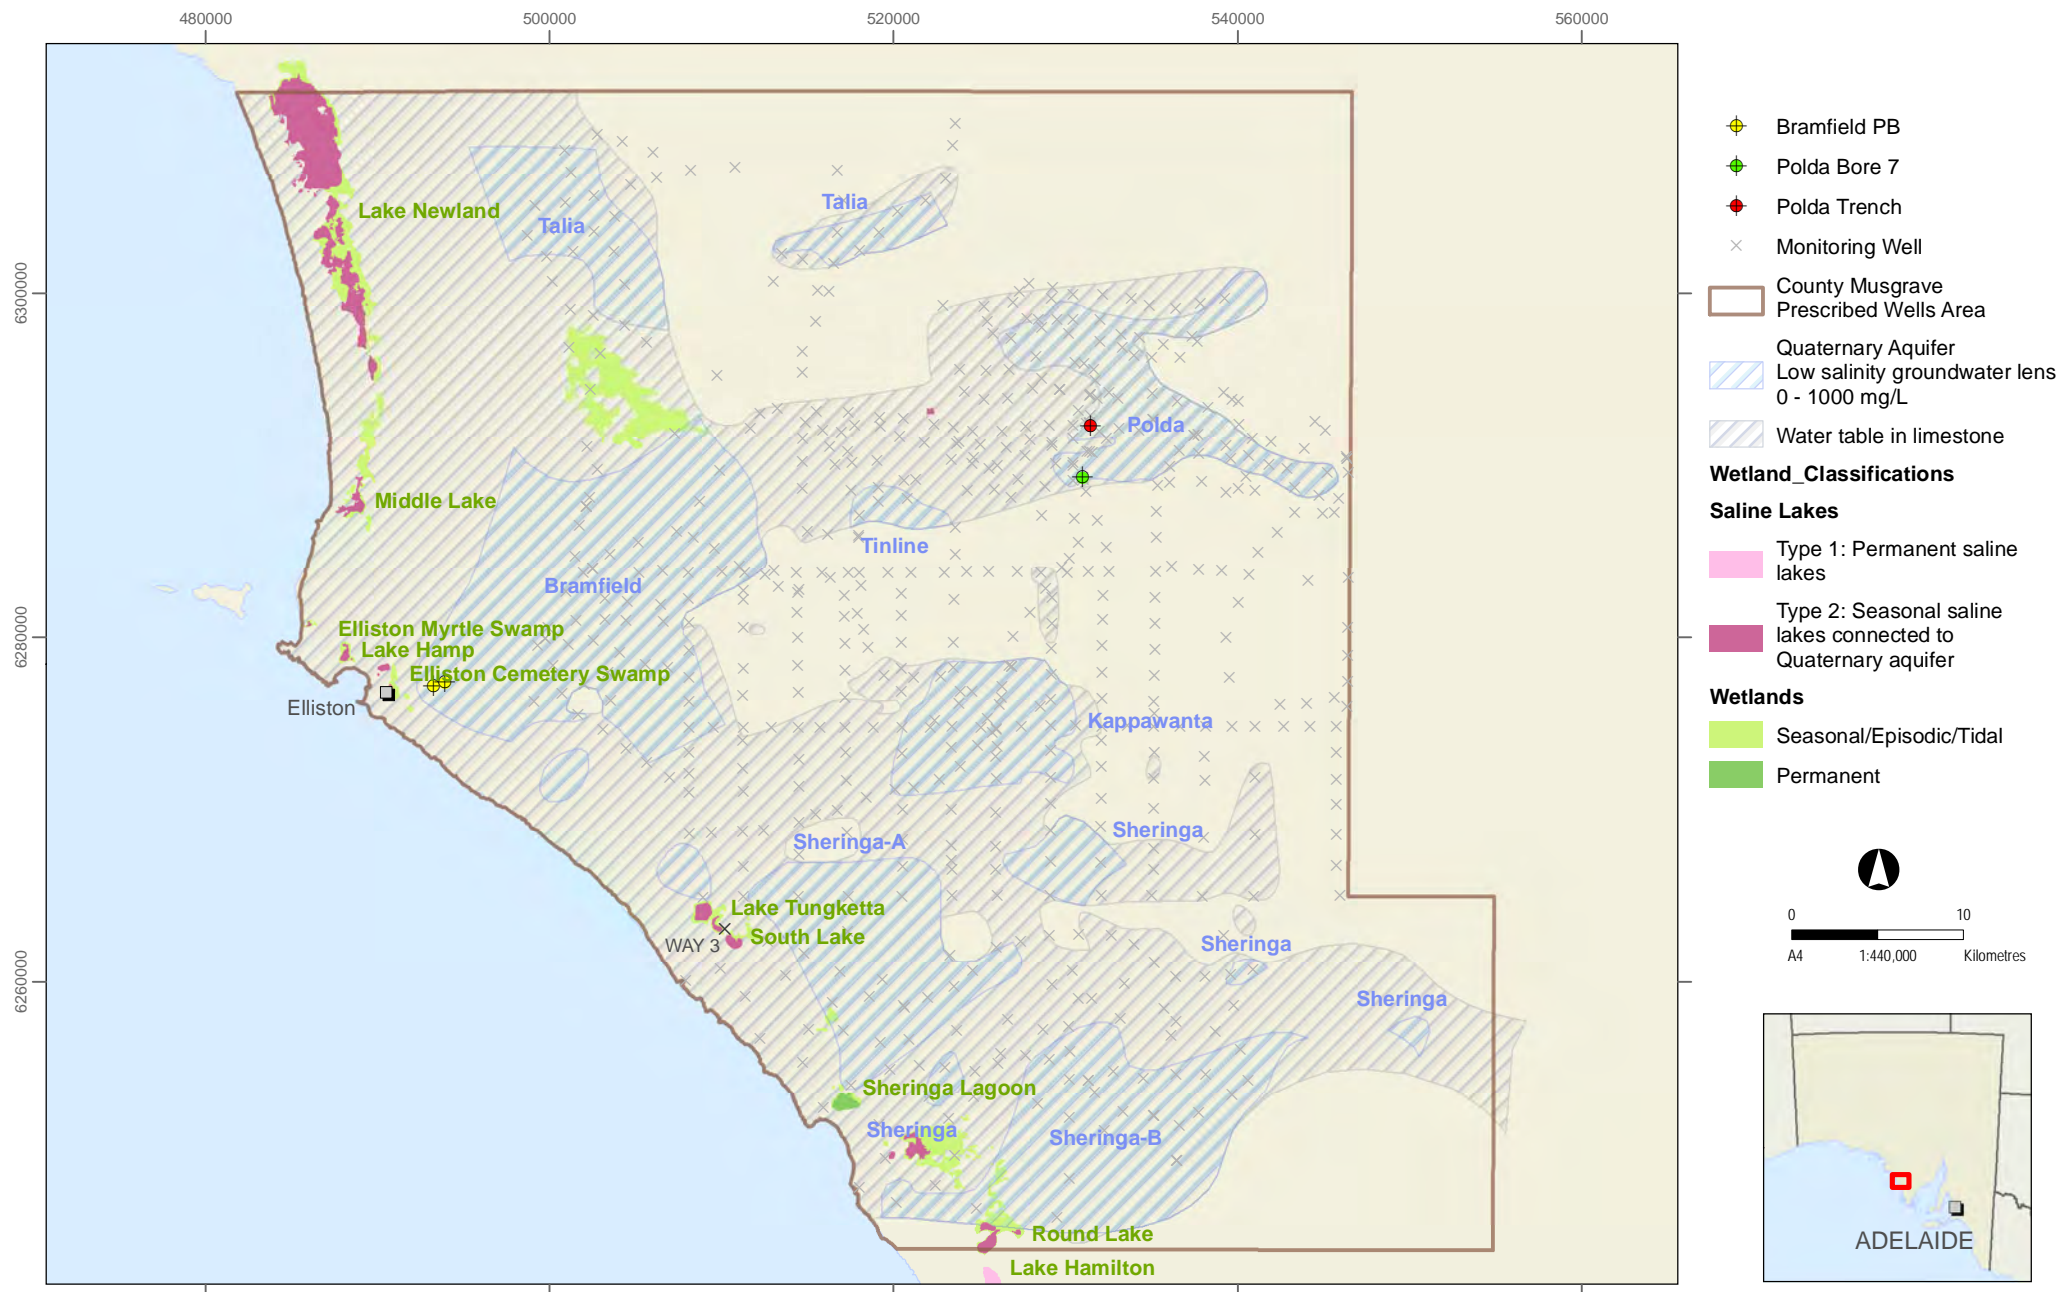 480000
500000
520000
540000
560000
6300000
6280000
6260000
Lake Newland
Talia
Talia
Polda
Middle Lake
Tinline
Bramfield
Elliston Myrtle Swamp
Lake Hamp
Elliston Cemetery Swamp
Elliston
Kappawanta
Sheringa-A
Sheringa
Lake Tungketta
WAY 3
South Lake
Sheringa
Sheringa
Sheringa Lagoon
Sheringa
Sheringa-B
Round Lake
Lake Hamilton
Bramfield PB
Polda Bore 7
Polda Trench
Monitoring Well
County Musgrave
Prescribed Wells Area
Quaternary Aquifer
Low salinity groundwater lens
0 - 1000 mg/L
Water table in limestone
Wetland_Classifications
Saline Lakes
Type 1: Permanent saline
lakes
Type 2: Seasonal saline
lakes connected to
Quaternary aquifer
Wetlands
Seasonal/Episodic/Tidal
Permanent
0 10
A4 1:440,000 Kilometres
ADELAIDE